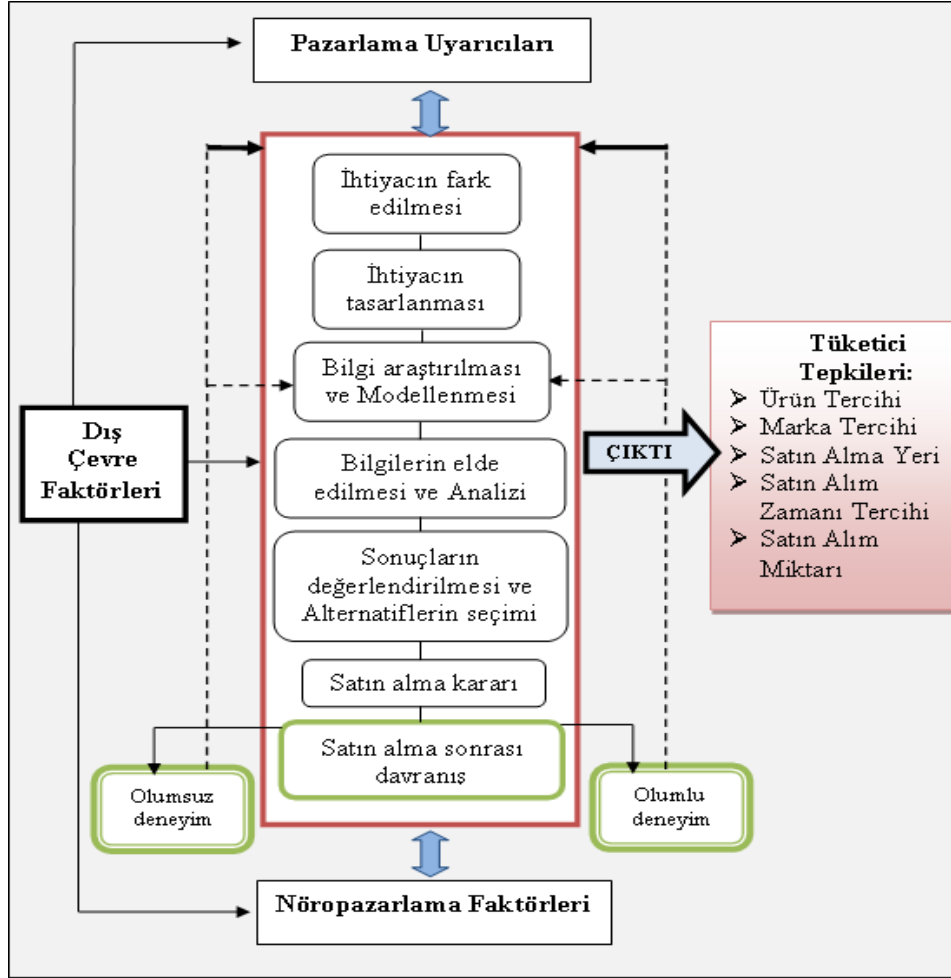 Pazarlama Uyarıcıları
İhtiyacın fark
edilmesi
İhtiyacın
tasarlanması
Bilgi araştırılması
ve Modellenmesi
Bilgilerin elde
edilmesi ve Analizi
Sonuçların
değerlendirilmesi ve
Alternatiflerin seçimi
Satın alma kararı
Satın alma sonrası
davranış
Dış
Çevre
Faktörleri
Olumsuz
deneyim
Olumlu
deneyim
Nöropazarlama Faktörleri
ÇIKTI
Tüketici
Tepkileri:
➢ Ürün Tercihi
➢ Marka Tercihi
➢ Satın Alma Yeri
➢ Satın Alım
Zamanı Tercihi
➢ Satın Alım
Miktarı